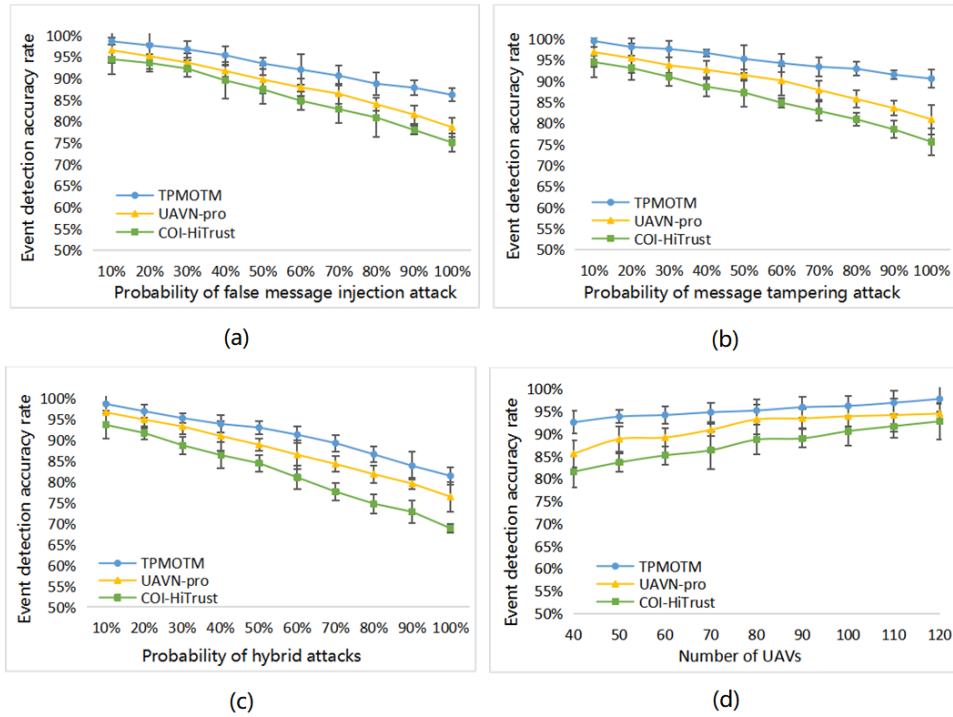 100%
95%
90%
85%
80%
75%
70%
65%
60%
55%
50%
Event detection accuracy rate
TPMOTM
UAVN-pro
COI-HiTrust
10% 20% 30% 40% 50% 60% 70% 80% 90% 100%
Probability of false message injection attack
(a)
100%
95%
90%
85%
80%
75%
70%
65%
60%
55%
50%
Event detection accuracy rate
TPMOTM
UAVN-pro
COI-HiTrust
10% 20% 30% 40% 50% 60% 70% 80% 90% 100%
Probability of message tampering attack
(b)
100%
95%
90%
85%
80%
75%
70%
65%
60%
55%
50%
Event detection accuracy rate
TPMOTM
UAVN-pro
COI-HiTrust
10% 20% 30% 40% 50% 60% 70% 80% 90% 100%
Probability of hybrid attacks
(c)
100%
95%
90%
85%
80%
75%
70%
65%
60%
55%
50%
Event detection accuracy rate
TPMOTM
UAVN-pro
COI-HiTrust
40 50 60 70 80 90 100 110 120
Number of UAVs
(d)